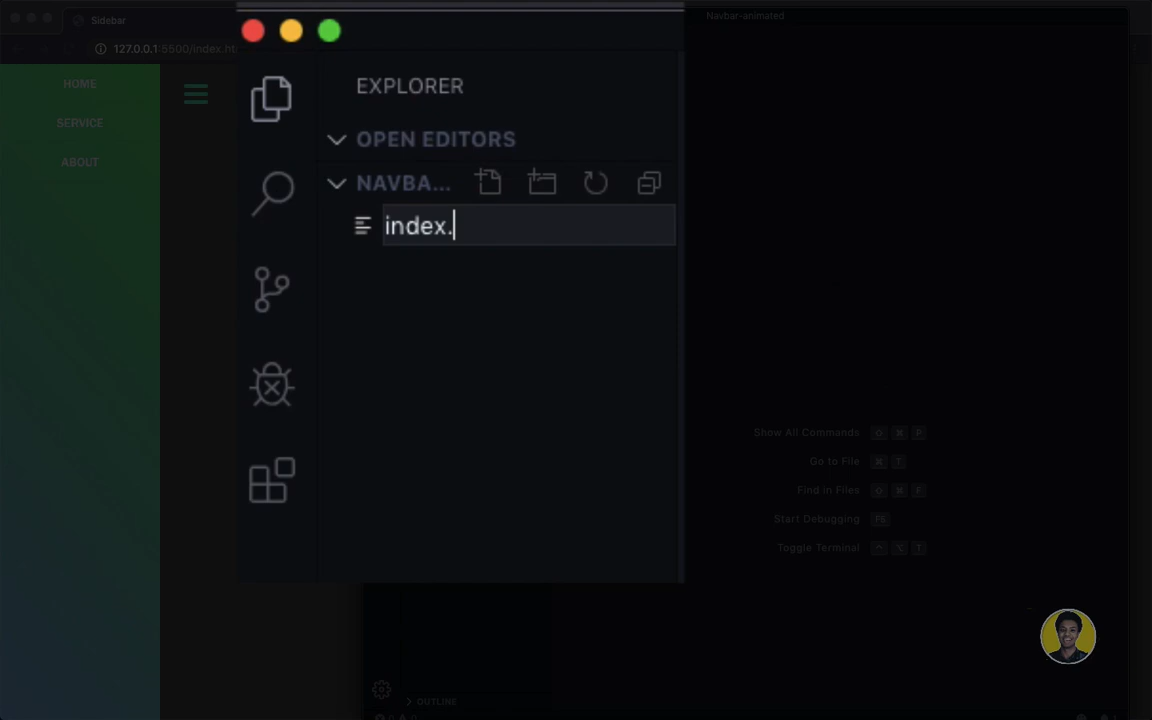 Sidebar
127.0.0.1:5500/index.ht
HOME
SERVICE
ABOUT
Navbar-animated
EXPLORER
OPEN EDITORS
NAVBA...
index.
Show All Commands ⇧ ⌘ P
Go to File ⌘ T
Find in Files ⇧ ⌘ F
Start Debugging F5
Toggle Terminal ^ ⌥ T
OUTLINE